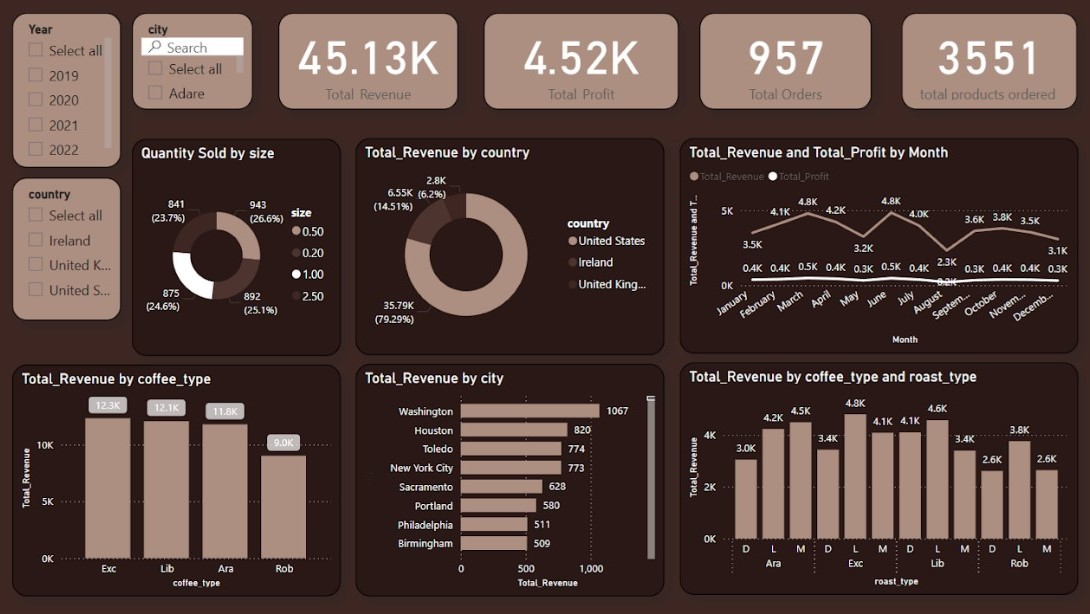 Year
Select all
2019
2020
2021
2022
city
Search
Select all
Adare
45.13K
Total Revenue
4.52K
Total Profit
957
Total Orders
3551
total products ordered
country
Select all
Ireland
United K...
United S...
Quantity Sold by size
841
(23.7%)
943
(26.6%)
875
(24.6%)
892
(25.1%)
size
0.50
0.20
1.00
2.50
Total_Revenue by country
2.8K
(6.2%)
6.55K
(14.51%)
35.79K
(79.29%)
country
United States
Ireland
United King...
Total_Revenue and Total_Profit by Month
Total_Revenue Total_Profit
Total_Revenue and T...
5K
0K
3.5K 4.1K 4.8K 4.2K 3.2K 4.8K 4.0K 2.3K 3.6K 3.8K 3.5K 3.1K
0.4K 0.4K 0.5K 0.4K 0.3K 0.5K 0.4K 0.2K 0.3K 0.4K 0.4K 0.3K
January February March April May June July August Septem... October Novem... Decemb...
Month
Total_Revenue by coffee_type
Total_Revenue
10K
5K
0K
12.3K 12.1K 11.8K 9.0K
Exc Lib Ara Rob
coffee_type
Total_Revenue by city
Washington 1067
Houston 820
Toledo 774
New York City 773
Sacramento 628
Portland 580
Philadelphia 511
Birmingham 509
0 500 1,000
Total_Revenue
Total_Revenue by coffee_type and roast_type
Total_Revenue
4K
2K
0K
3.0K 4.2K 4.5K 3.4K 4.8K 4.1K 4.1K 4.6K 3.4K 2.6K 3.8K 2.6K
D L M D L M D L M D L M
Ara Exc Lib Rob
roast_type